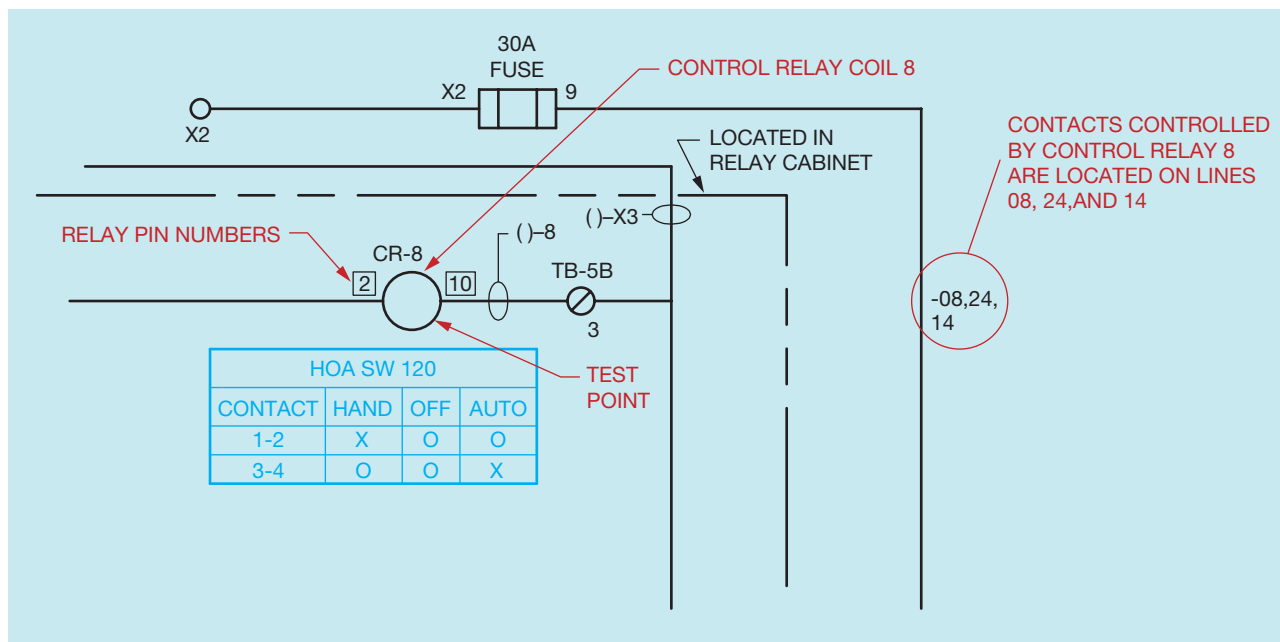 30A
FUSE
X2
9
CONTROL RELAY COIL 8
X2
LOCATED IN
RELAY CABINET
CONTACTS CONTROLLED
BY CONTROL RELAY 8
ARE LOCATED ON LINES
08, 24,AND 14
( )–X3
RELAY PIN NUMBERS
( )–8
CR-8
TB-5B
2
10
3
-08,24,
14
HOA SW 120
CONTACT HAND OFF AUTO
1-2 X O O
3-4 O O X
TEST
POINT